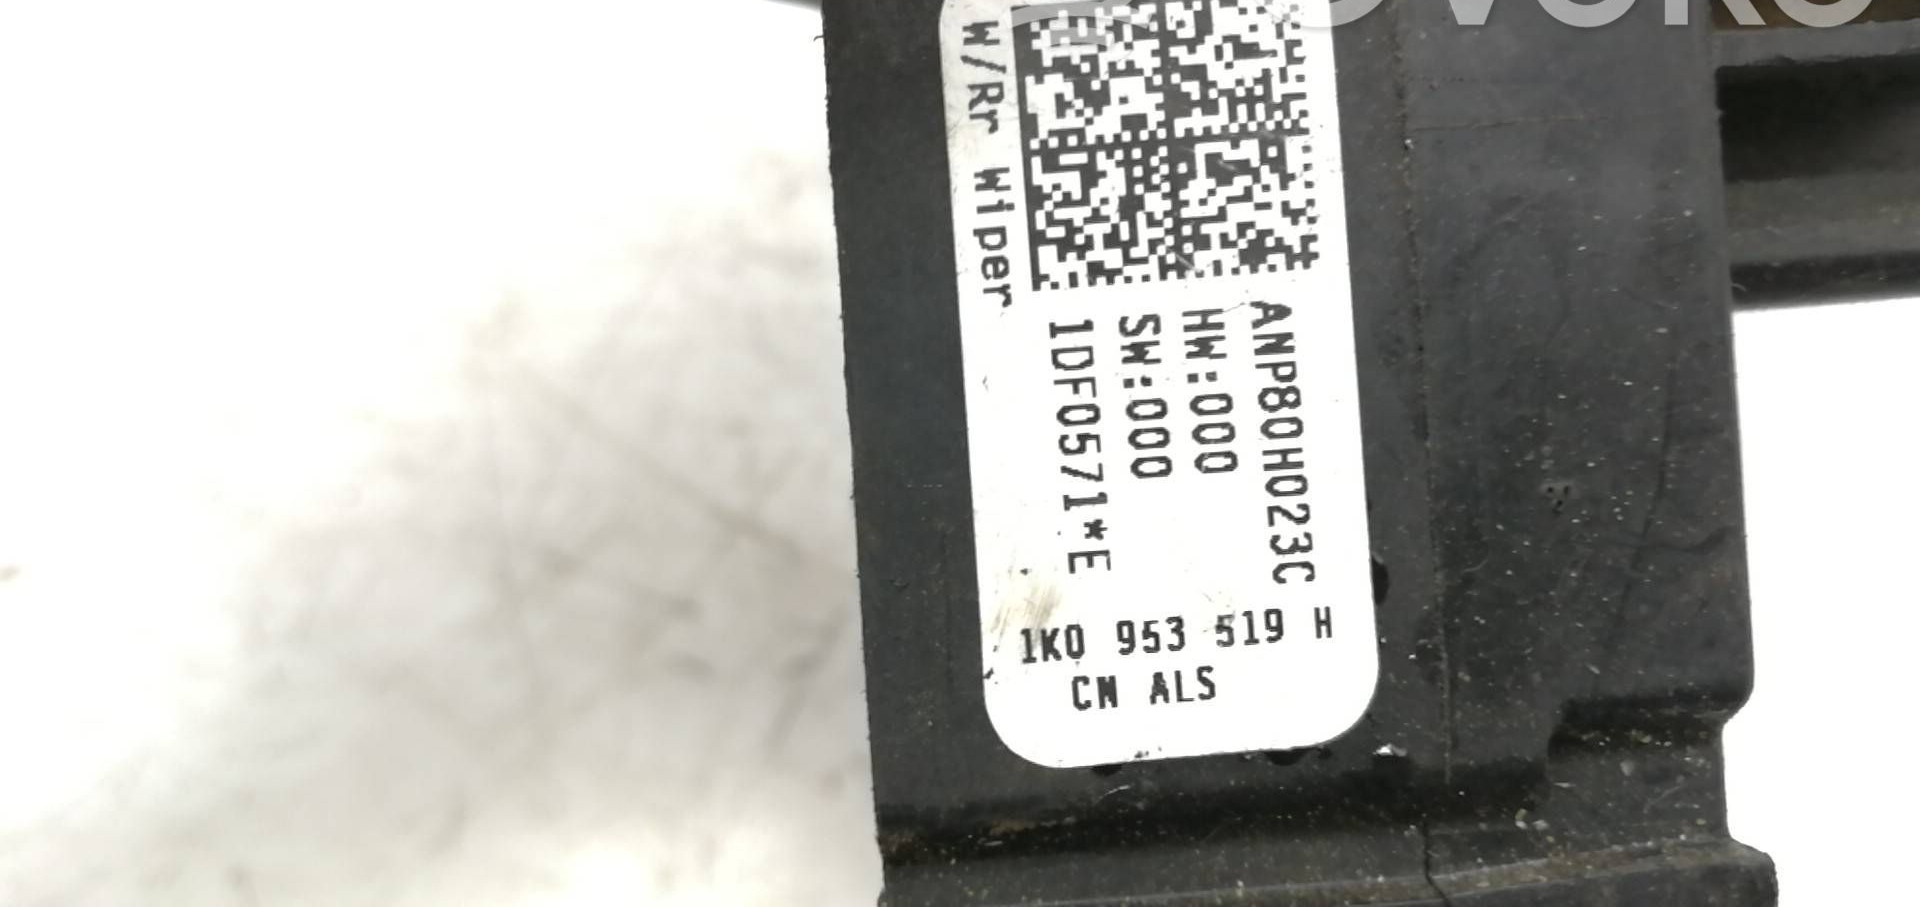 W/Rr Wiper
ANP80H023C
HW:000
SW:000
1DF0571*E
1K0 953 519 H
CN ALS